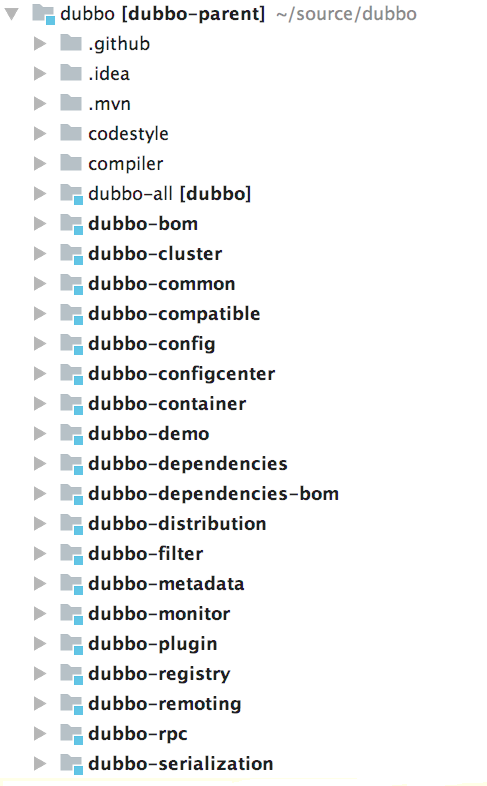 dubbo [dubbo-parent] ~/source/dubbo
.github
.idea
.mvn
codestyle
compiler
dubbo-all [dubbo]
dubbo-bom
dubbo-cluster
dubbo-common
dubbo-compatible
dubbo-config
dubbo-configcenter
dubbo-container
dubbo-demo
dubbo-dependencies
dubbo-dependencies-bom
dubbo-distribution
dubbo-filter
dubbo-metadata
dubbo-monitor
dubbo-plugin
dubbo-registry
dubbo-remoting
dubbo-rpc
dubbo-serialization